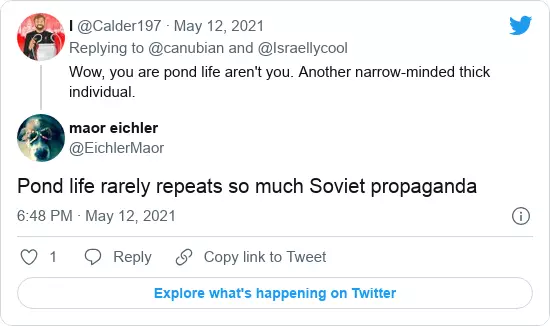 I @Calder197 · May 12, 2021
Replying to @canubian and @Israellycool
Wow, you are pond life aren't you. Another narrow-minded thick
individual.
maor eichler
@EichlerMaor
Pond life rarely repeats so much Soviet propaganda
6:48 PM · May 12, 2021
1 Reply Copy link to Tweet
Explore what's happening on Twitter